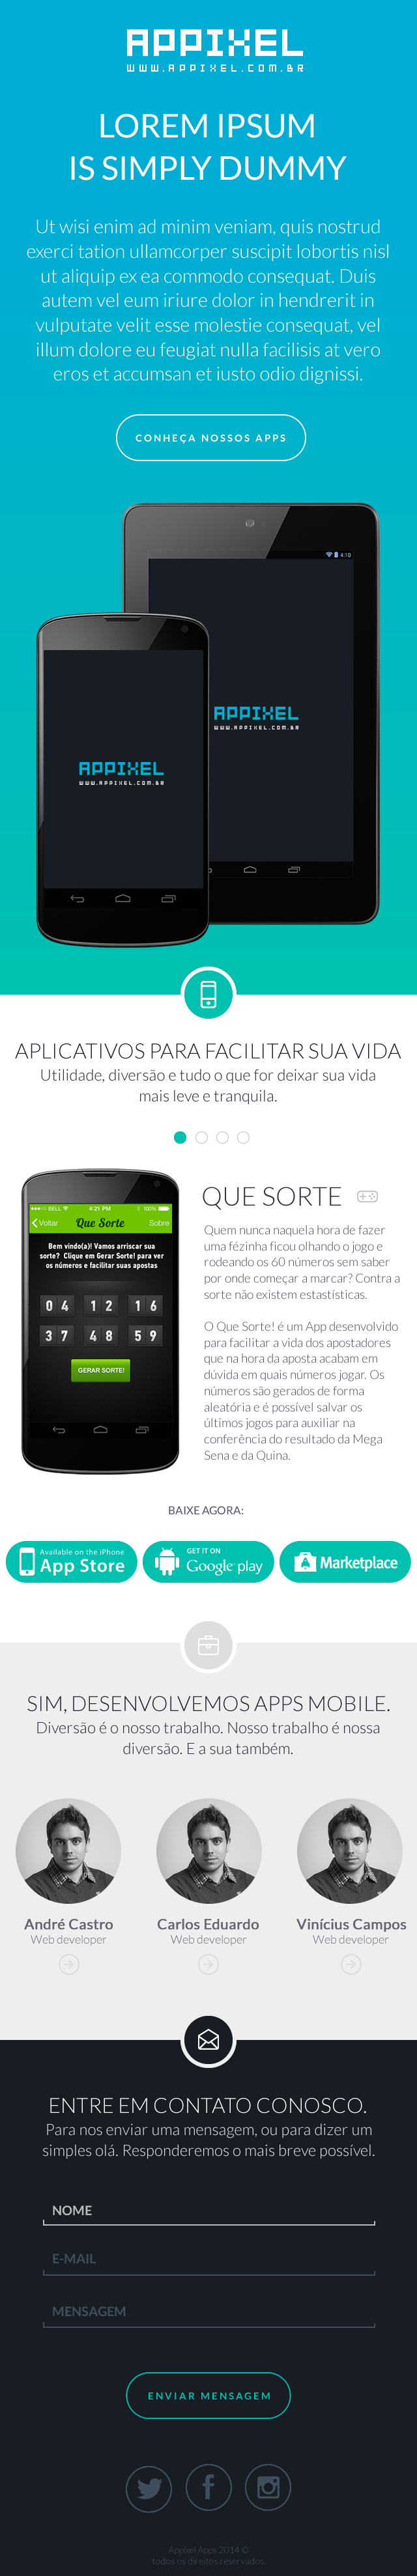 APPIXEL
WWW.APPIXEL.COM.BR
LOREM IPSUM
IS SIMPLY DUMMY
Ut wisi enim ad minim veniam, quis nostrud
exerci tation ullamcorper suscipit lobortis nisl
ut aliquip ex ea commodo consequat. Duis
autem vel eum iriure dolor in hendrerit in
vulputate velit esse molestie consequat, vel
illum dolore eu feugiat nulla facilisis at vero
eros et accumsan et iusto odio dignissi.
CONHEÇA NOSSOS APPS
4:10
APPIXEL
WWW.APPIXEL.COM.BR
APPIXEL
WWW.APPIXEL.COM.BR
APLICATIVOS PARA FACILITAR SUA VIDA
Utilidade, diversão e tudo o que for deixar sua vida
mais leve e tranquila.
BELL 4:21 PM 100%
Voltar Que Sorte Sobre
Bem vindo(a)! Vamos arriscar sua
sorte? Clique em Gerar Sorte! para ver
os números e facilitar suas apostas
04 12 16
37 48 59
GERAR SORTE!
QUE SORTE
Quem nunca naquela hora de fazer
uma fézinha ficou olhando o jogo e
rodeando os 60 números sem saber
por onde começar a marcar? Contra a
sorte não existem estastísticas.
O Que Sorte! é um App desenvolvido
para facilitar a vida dos apostadores
que na hora da aposta acabam em
dúvida em quais números jogar. Os
números são gerados de forma
aleatória e é possível salvar os
últimos jogos para auxiliar na
conferência do resultado da Mega
Sena e da Quina.
BAIXE AGORA:
Available on the iPhone
App Store
GET IT ON
Google play
Marketplace
SIM, DESENVOLVEMOS APPS MOBILE.
Diversão é o nosso trabalho. Nosso trabalho é nossa
diversão. E a sua também.
André Castro
Web developer
Carlos Eduardo
Web developer
Vinícius Campos
Web developer
ENTRE EM CONTATO CONOSCO.
Para nos enviar uma mensagem, ou para dizer um
simples olá. Responderemos o mais breve possível.
NOME
E-MAIL
MENSAGEM
ENVIAR MENSAGEM
Appixel Apps 2014 ©
todos os direitos reservados.